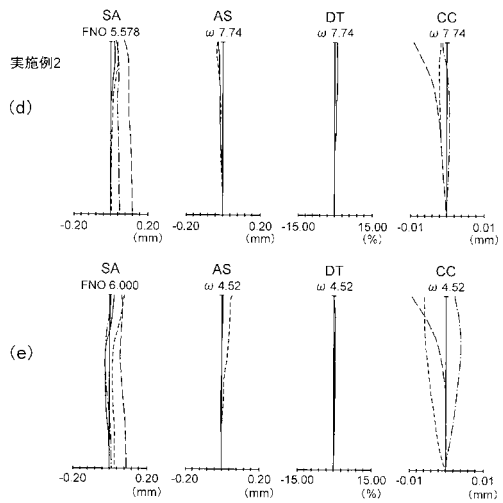 SA AS DT CC
FNO 5.578 ω 7.74 ω 7.74 ω 7.74
実施例2
(d)
-0.20 0.20 -0.20 0.20 -15.00 15.00 -0.01 0.01
(mm) (mm) (%) (mm)
SA AS DT CC
FNO 6.000 ω 4.52 ω 4.52 ω 4.52
(e)
-0.20 0.20 -0.20 0.20 -15.00 15.00 -0.01 0.01
(mm) (mm) (%) (mm)